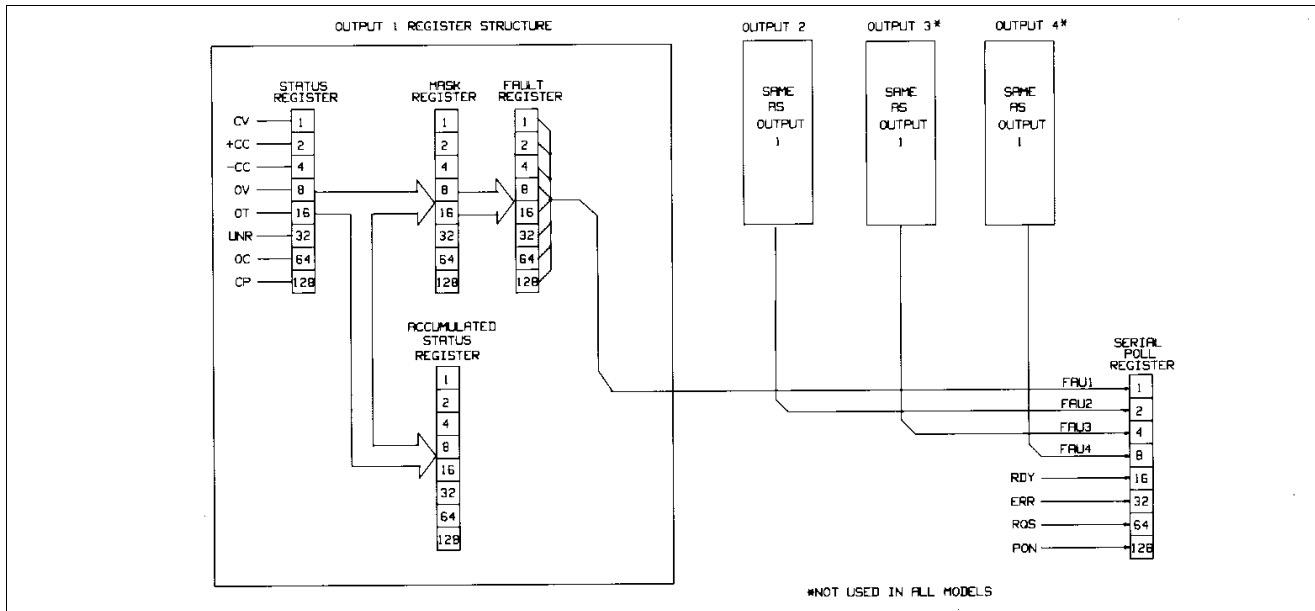 OUTPUT 1 REGISTER STRUCTURE
OUTPUT 2
OUTPUT 3*
OUTPUT 4*
STATUS
REGISTER
MASK
REGISTER
FAULT
REGISTER
CV
+CC
-CC
OV
OT
UNR
OC
CP
1
2
4
8
16
32
64
128
1
2
4
8
16
32
64
128
1
2
4
8
16
32
64
128
SAME
AS
OUTPUT
1
SAME
AS
OUTPUT
1
SAME
AS
OUTPUT
1
ACCUMULATED
STATUS
REGISTER
1
2
4
8
16
32
64
128
SERIAL
POLL
REGISTER
FAU1
FAU2
FAU3
FAU4
RDY
ERR
RQS
PON
1
2
4
8
16
32
64
128
*NOT USED IN ALL MODELS